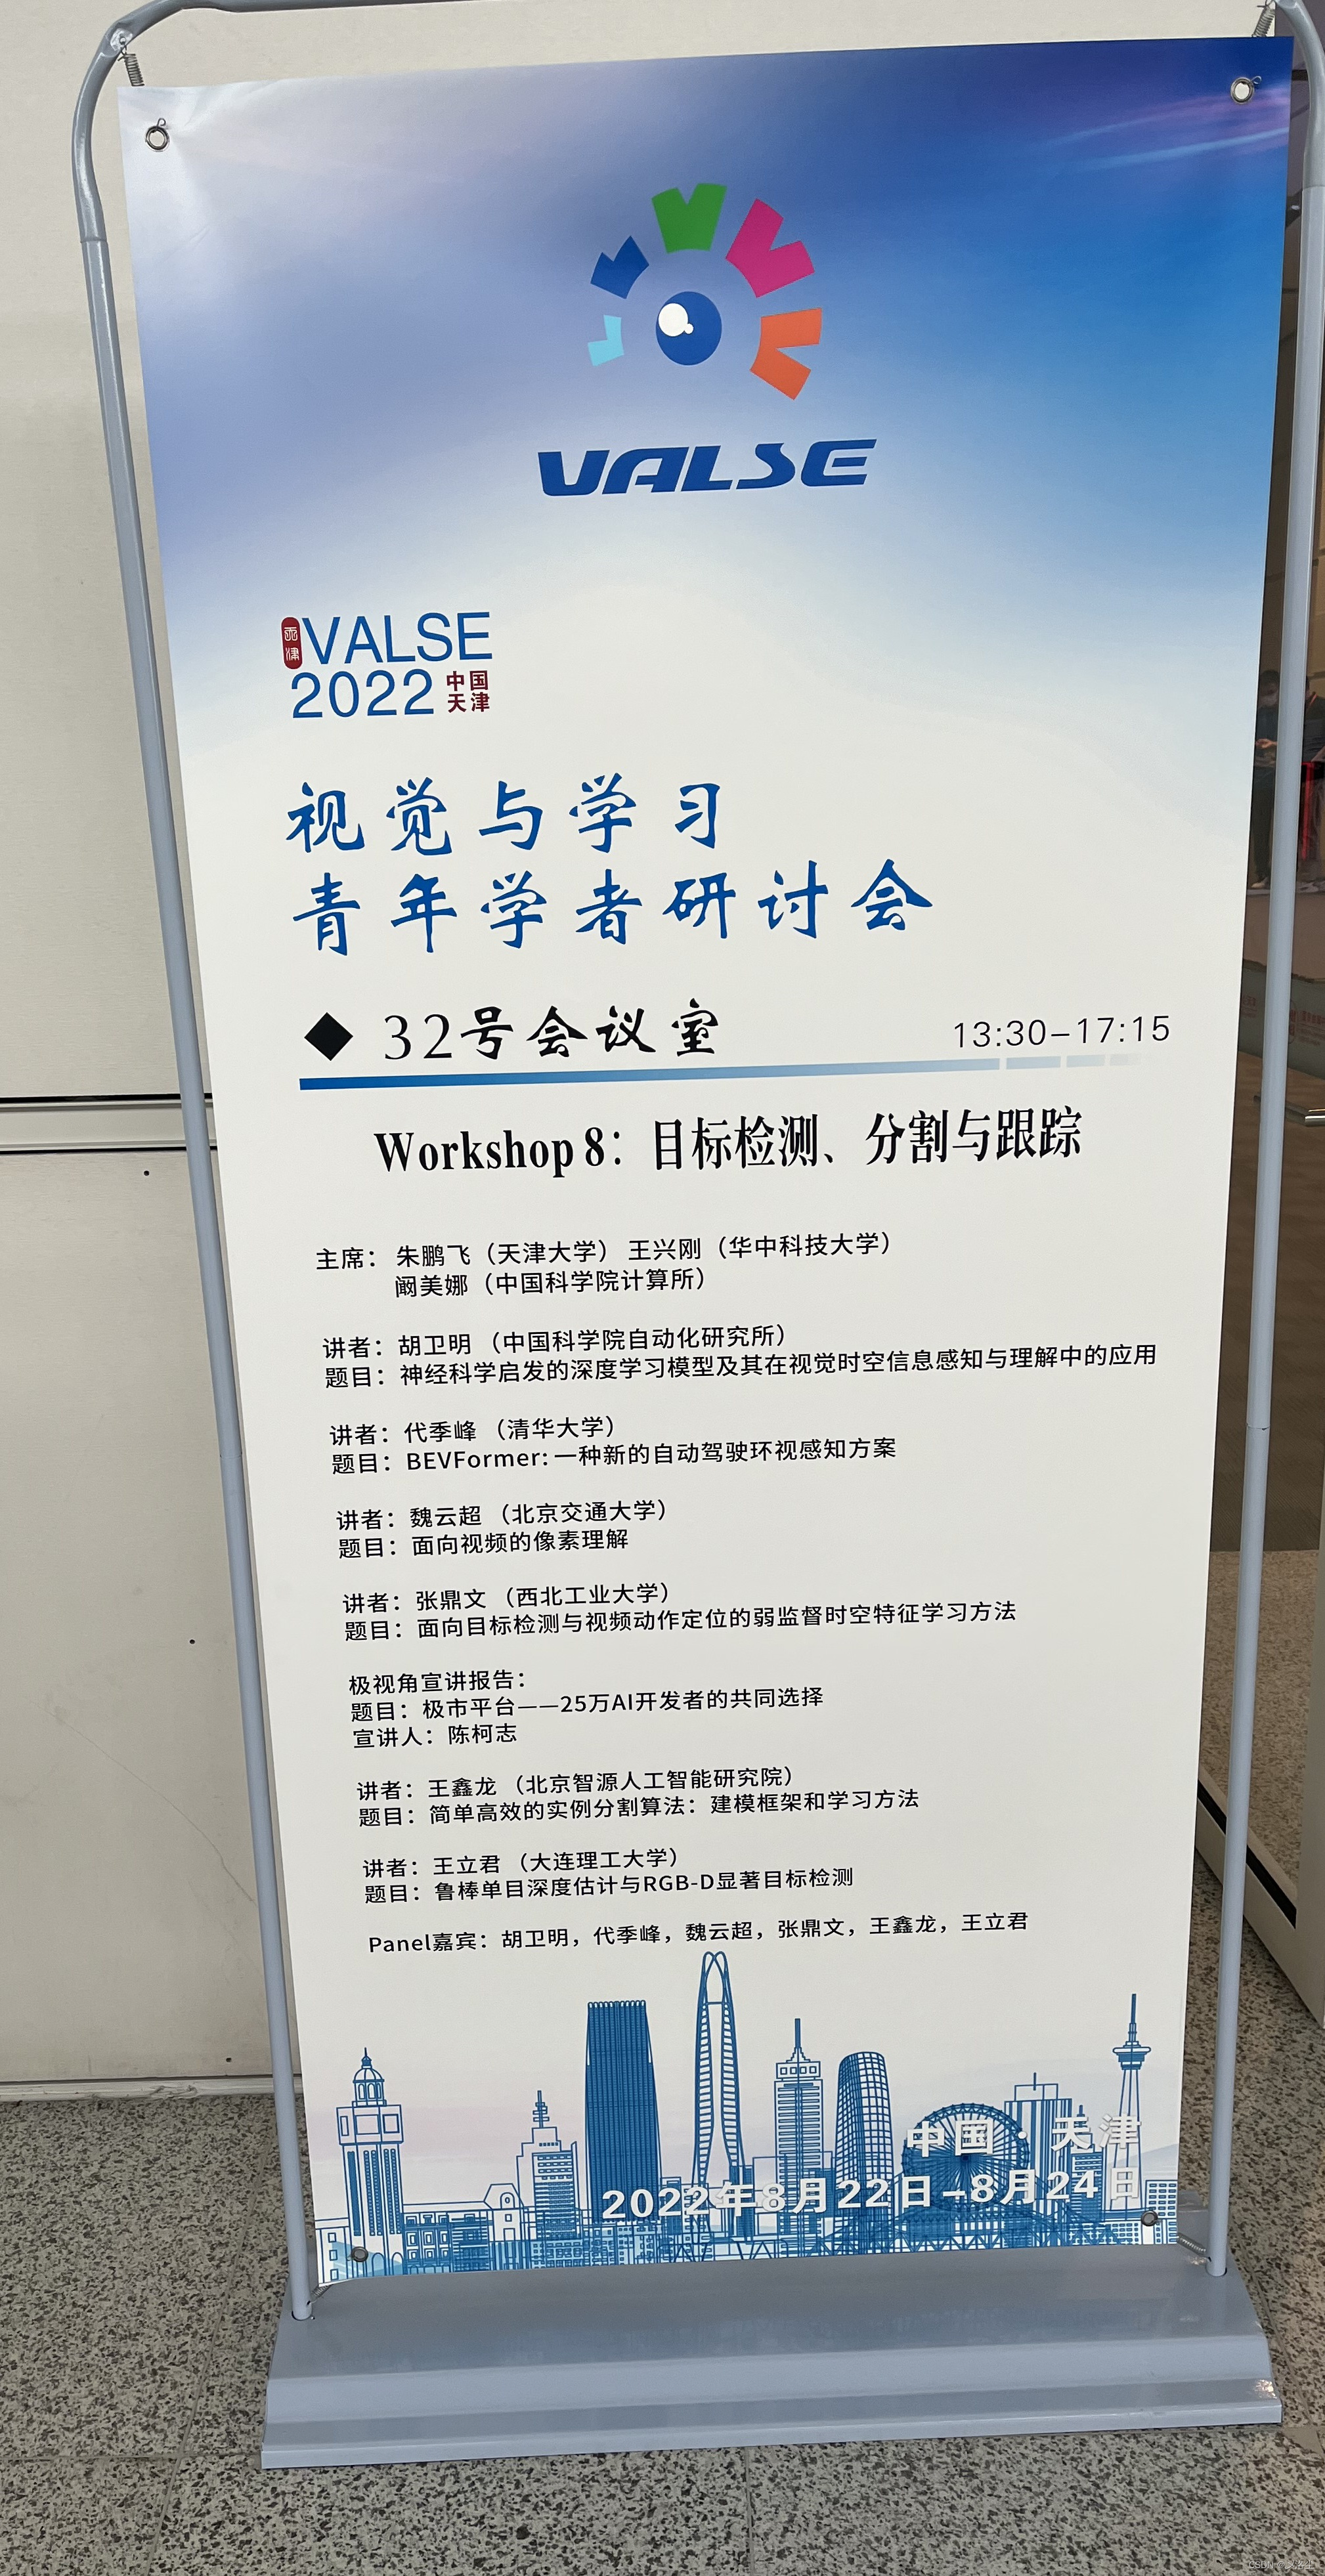 VALSE
VALSE
2022 中国
天津
视觉与学习
青年学者研讨会
◆ 32号会议室 13:30-17:15
Workshop 8：目标检测、分割与跟踪
主席：朱鹏飞（天津大学） 王兴刚（华中科技大学）
阚美娜（中国科学院计算所）
讲者：胡卫明 （中国科学院自动化研究所）
题目：神经科学启发的深度学习模型及其在视觉时空信息感知与理解中的应用
讲者：代季峰 （清华大学）
题目：BEVFormer:一种新的自动驾驶环视感知方案
讲者：魏云超 （北京交通大学）
题目：面向视频的像素理解
讲者：张鼎文 （西北工业大学）
题目：面向目标检测与视频动作定位的弱监督时空特征学习方法
极视角宣讲报告：
题目：极市平台——25万AI开发者的共同选择
宣讲人：陈柯志
讲者：王鑫龙 （北京智源人工智能研究院）
题目：简单高效的实例分割算法：建模框架和学习方法
讲者：王立君 （大连理工大学）
题目：鲁棒单目深度估计与RGB-D显著目标检测
Panel嘉宾：胡卫明，代季峰，魏云超，张鼎文，王鑫龙，王立君
中国·天津
2022年8月22日-8月24日